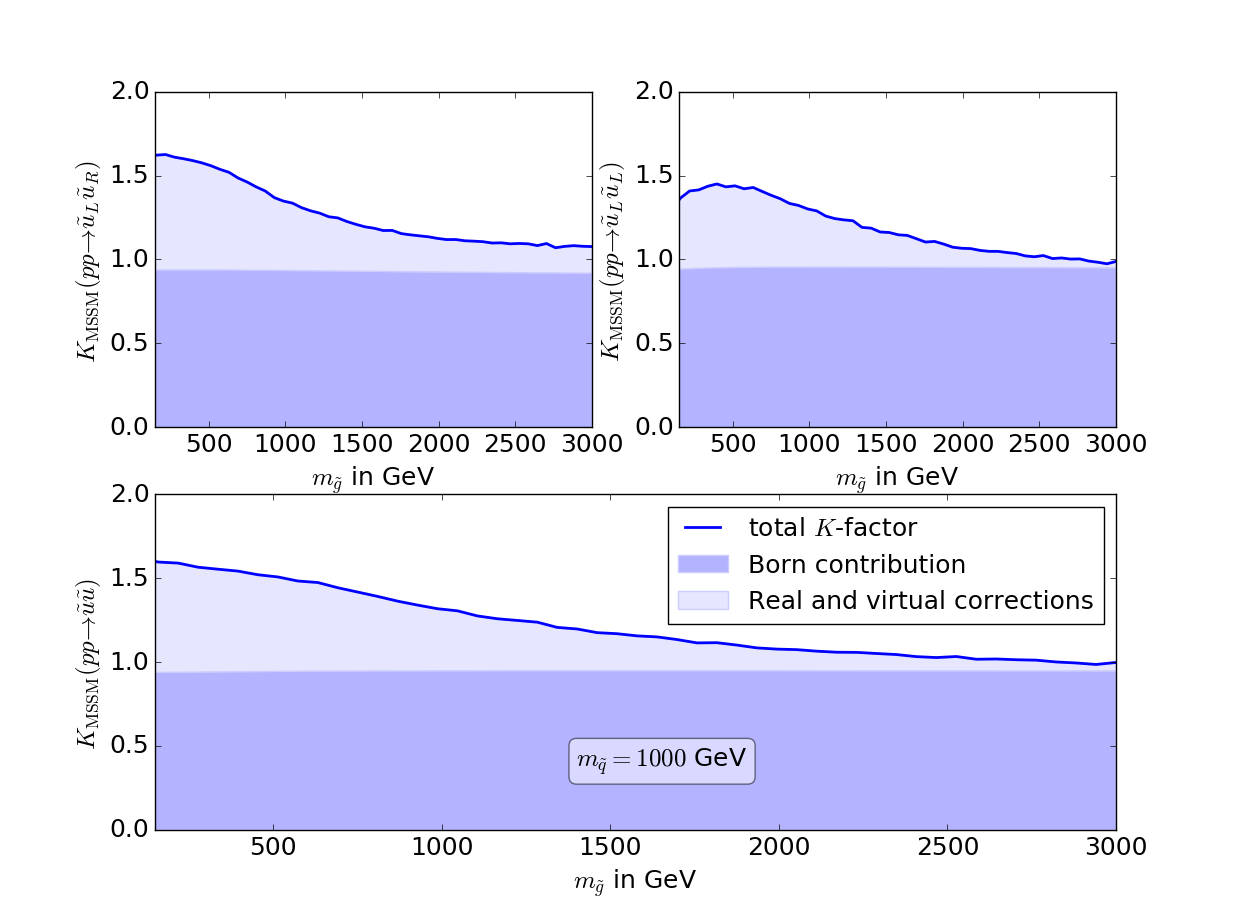 2.0
1.5
1.0
0.5
0.0
K_MSSM(pp→ũ_L ũ_R)
500 1000 1500 2000 2500 3000
m_g̃ in GeV
2.0
1.5
1.0
0.5
0.0
K_MSSM(pp→ũ_L ũ_L)
500 1000 1500 2000 2500 3000
m_g̃ in GeV
2.0
1.5
1.0
0.5
0.0
K_MSSM(pp→ũũ)
total K-factor
Born contribution
Real and virtual corrections
m_q̃ = 1000 GeV
500 1000 1500 2000 2500 3000
m_g̃ in GeV